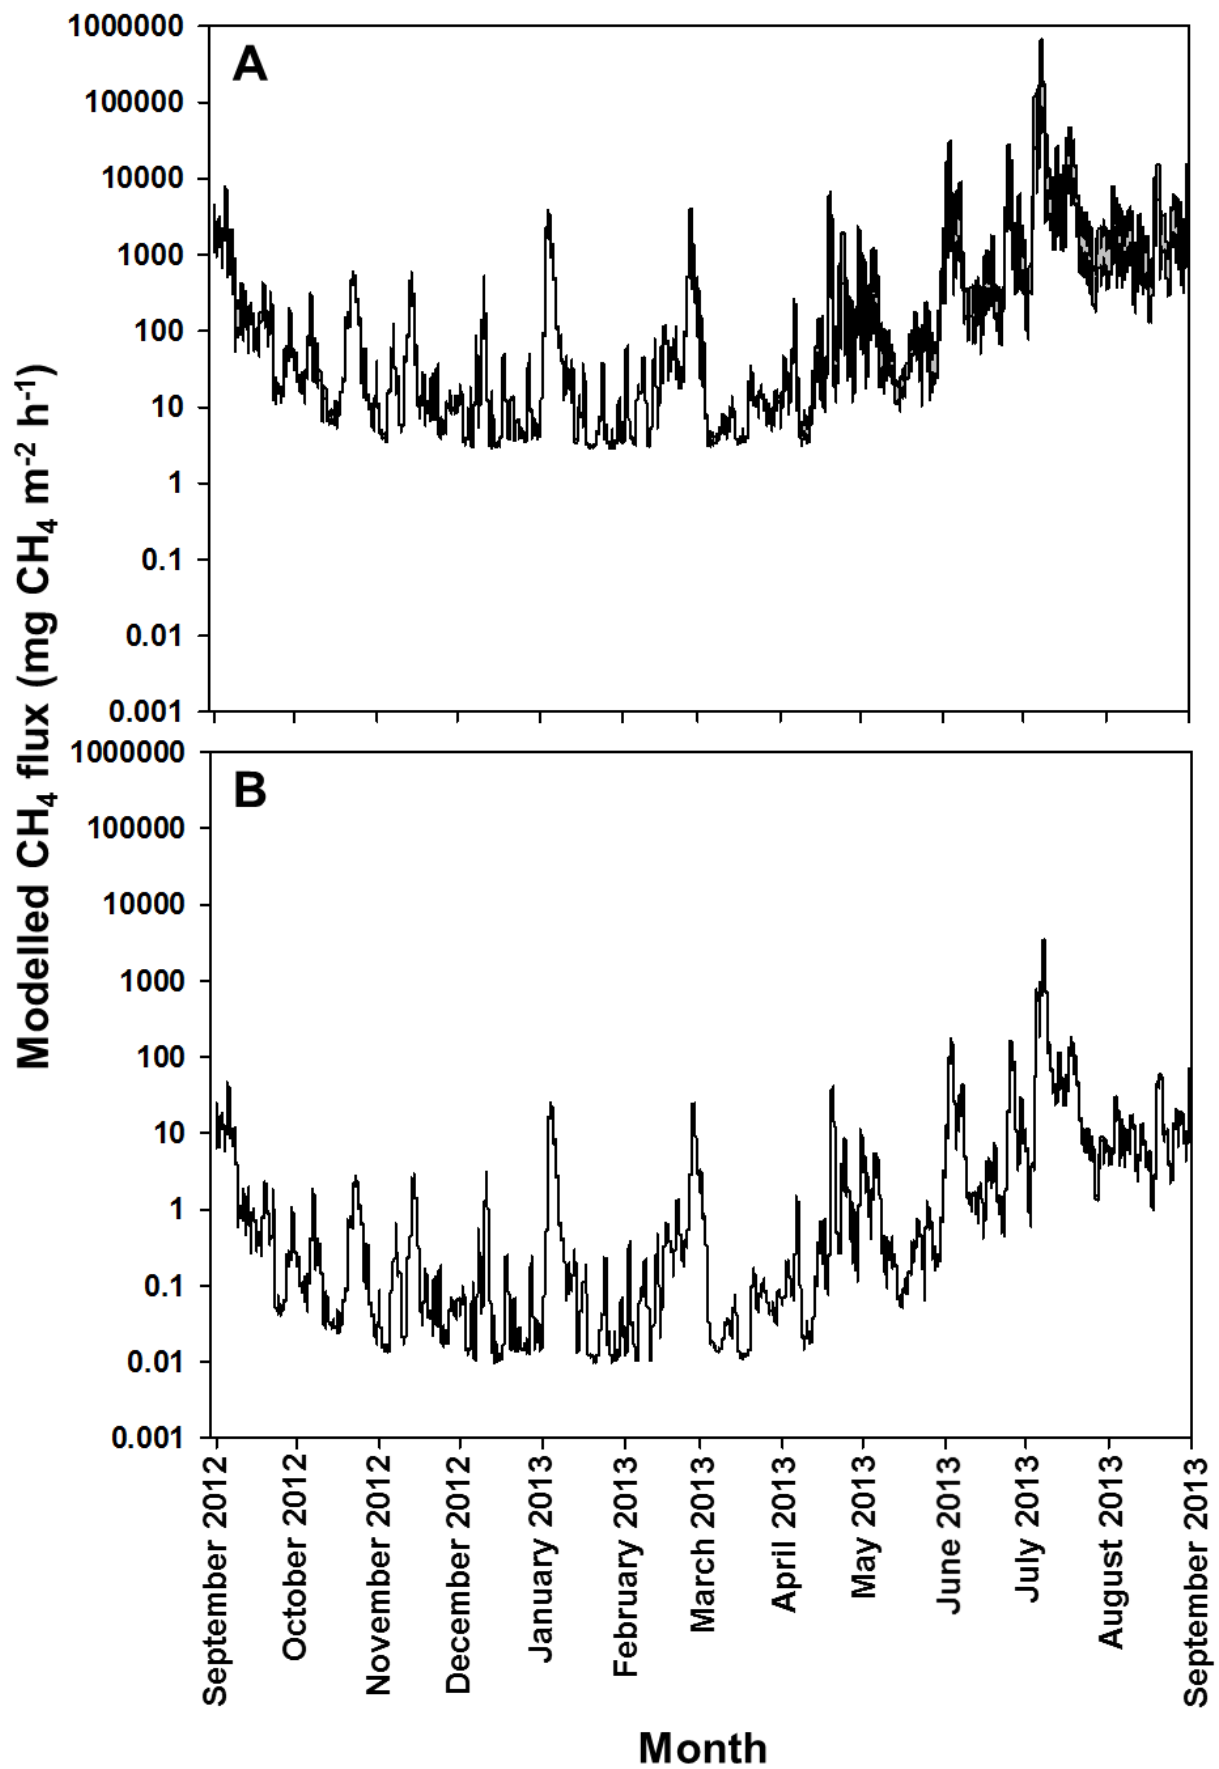 Modelled CH₄ flux (mg CH₄ m⁻² h⁻¹)
A
1000000
100000
10000
1000
100
10
1
0.1
0.01
0.001
B
1000000
100000
10000
1000
100
10
1
0.1
0.01
0.001
September 2012
October 2012
November 2012
December 2012
January 2013
February 2013
March 2013
April 2013
May 2013
June 2013
July 2013
August 2013
September 2013
Month